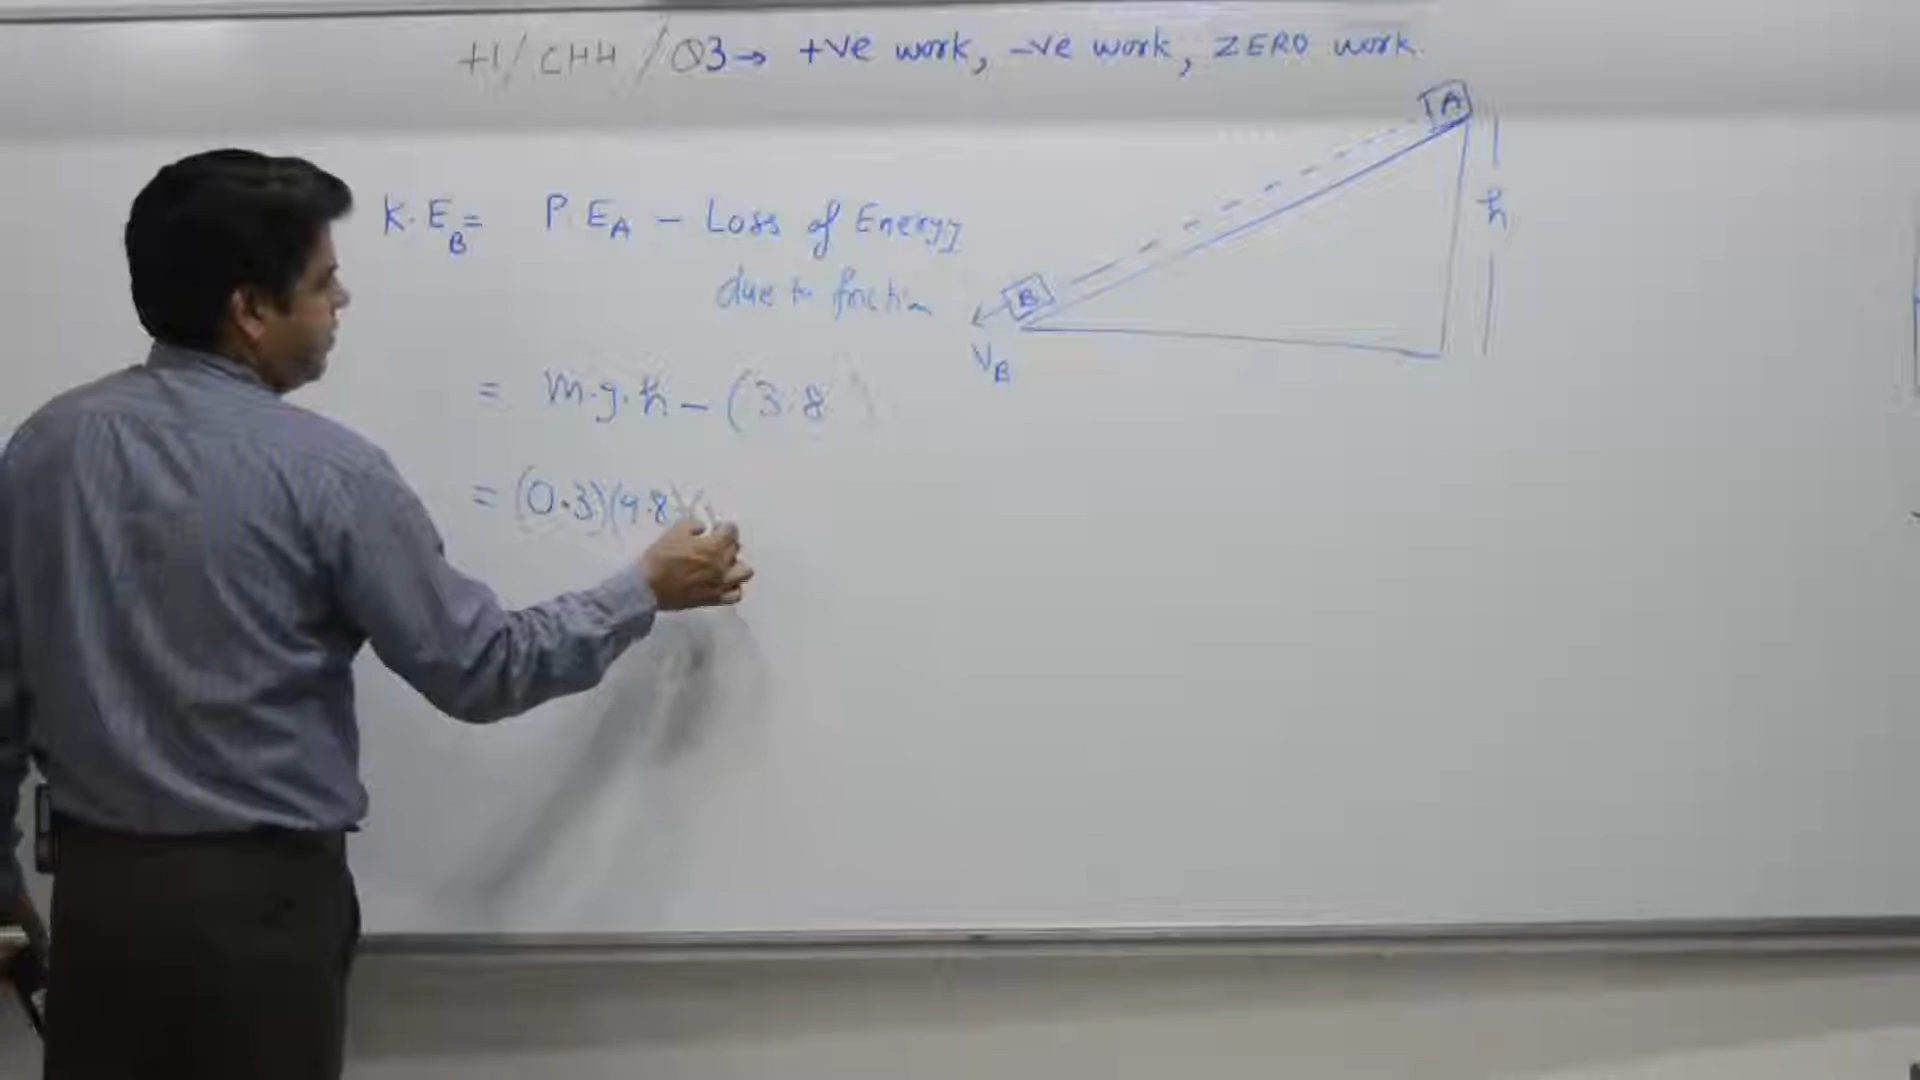 H/CH4/Q3→ +ve work, -ve work, ZERO work.
K.E_B = P.E_A - Loss of Energy
due to friction
= m.g.h - (3.8)
= (0.3)(9.8)(
A
h
B
V_B